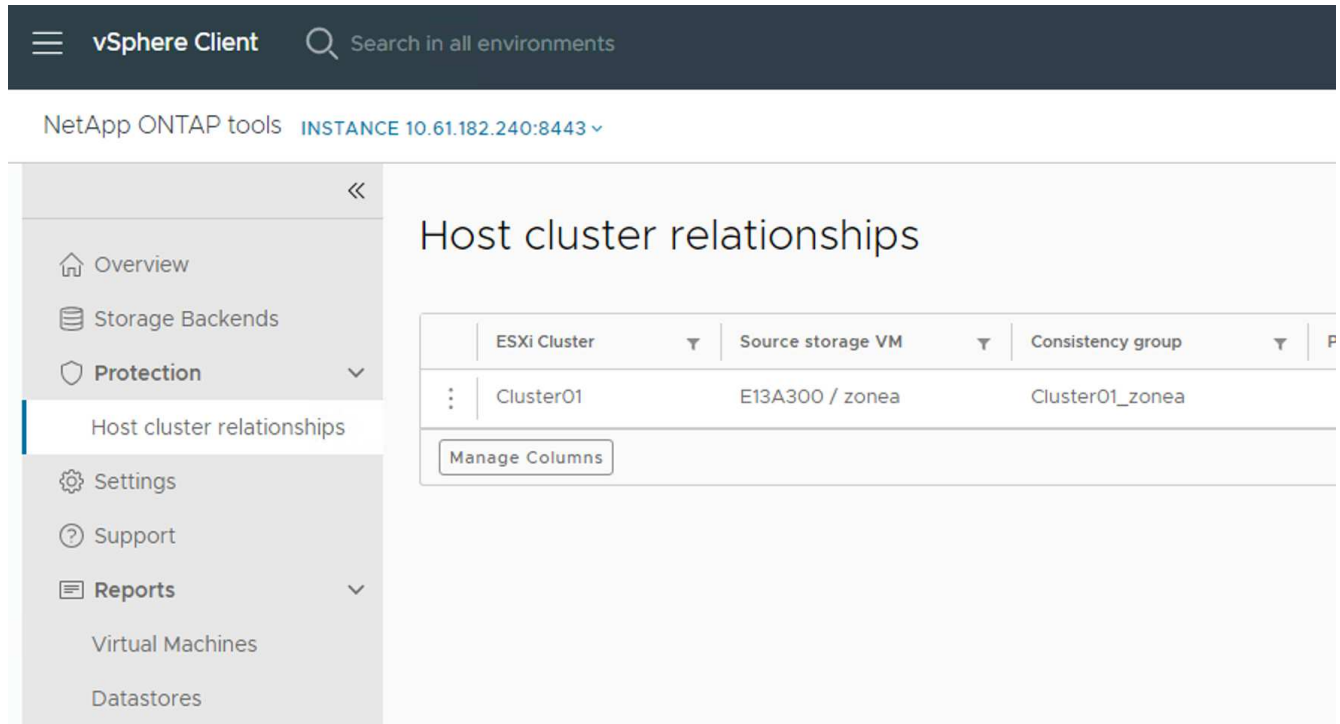 vSphere Client Search in all environments
NetApp ONTAP tools INSTANCE 10.61.182.240:8443
Overview
Storage Backends
Protection
Host cluster relationships
Settings
Support
Reports
Virtual Machines
Datastores
Host cluster relationships
ESXi Cluster Source storage VM Consistency group P
Cluster01 E13A300 / zonea Cluster01_zonea
Manage Columns